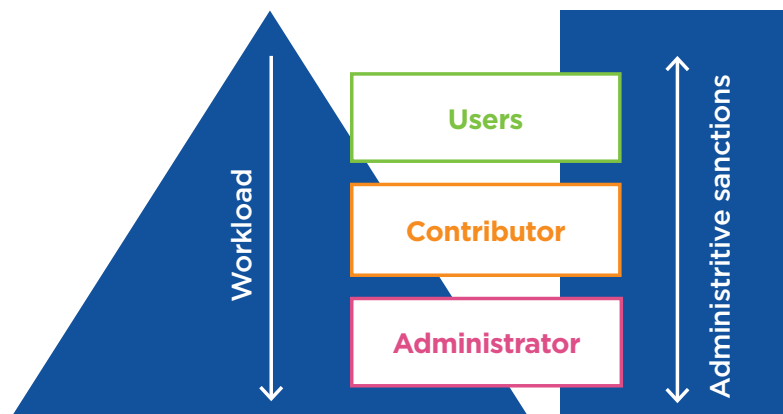 Users
Contributor
Administrator
Workload
Administritive sanctions